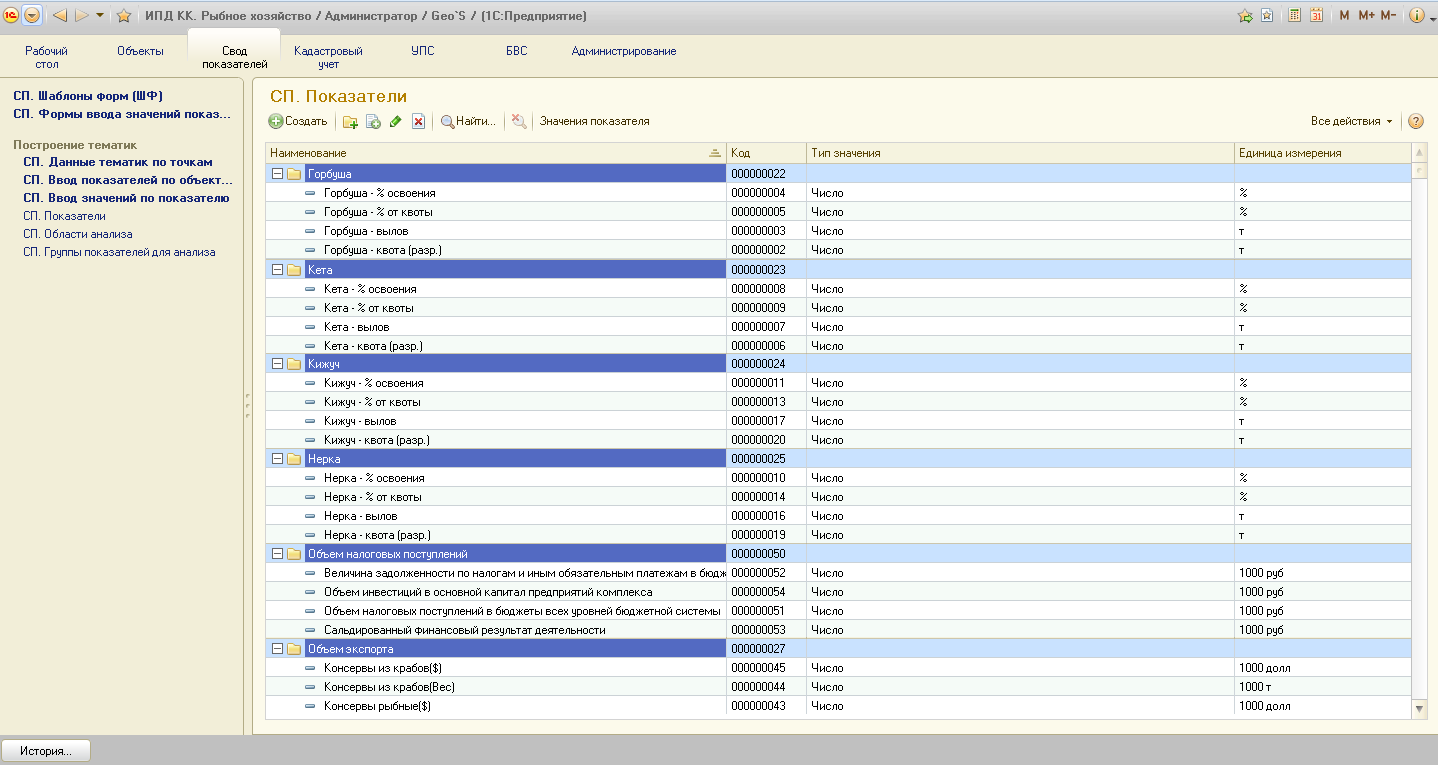 ИПД КК. Рыбное хозяйство / Администратор / Geo`S / (1С:Предприятие)
M M+ M-
Рабочий стол
Объекты
Свод показателей
Кадастровый учет
УПС
БВС
Администрирование
СП. Шаблоны форм (ШФ)
СП. Формы ввода значений показ...
Построение тематик
СП. Данные тематик по точкам
СП. Ввод показателей по объект...
СП. Ввод значений по показателю
СП. Показатели
СП. Области анализа
СП. Группы показателей для анализа
СП. Показатели
Создать Найти... Значения показателя Все действия
Наименование Код Тип значения Единица измерения
Горбуша 000000022
Горбуша - % освоения 000000004 Число %
Горбуша - % от квоты 000000005 Число %
Горбуша - вылов 000000003 Число т
Горбуша - квота (разр.) 000000002 Число т
Кета 000000023
Кета - % освоения 000000008 Число %
Кета - % от квоты 000000009 Число %
Кета - вылов 000000007 Число т
Кета - квота (разр.) 000000006 Число т
Кижуч 000000024
Кижуч - % освоения 000000011 Число %
Кижуч - % от квоты 000000013 Число %
Кижуч - вылов 000000017 Число т
Кижуч - квота (разр.) 000000020 Число т
Нерка 000000025
Нерка - % освоения 000000010 Число %
Нерка - % от квоты 000000014 Число %
Нерка - вылов 000000016 Число т
Нерка - квота (разр.) 000000019 Число т
Объем налоговых поступлений 000000050
Величина задолженности по налогам и иным обязательным платежам в бюдж 000000052 Число 1000 руб
Объем инвестиций в основной капитал предприятий комплекса 000000054 Число 1000 руб
Объем налоговых поступлений в бюджеты всех уровней бюджетной системы 000000051 Число 1000 руб
Сальдированный финансовый результат деятельности 000000053 Число 1000 руб
Объем экспорта 000000027
Консервы из крабов($) 000000045 Число 1000 долл
Консервы из крабов(Вес) 000000044 Число 1000 т
Консервы рыбные($) 000000043 Число 1000 долл
История...